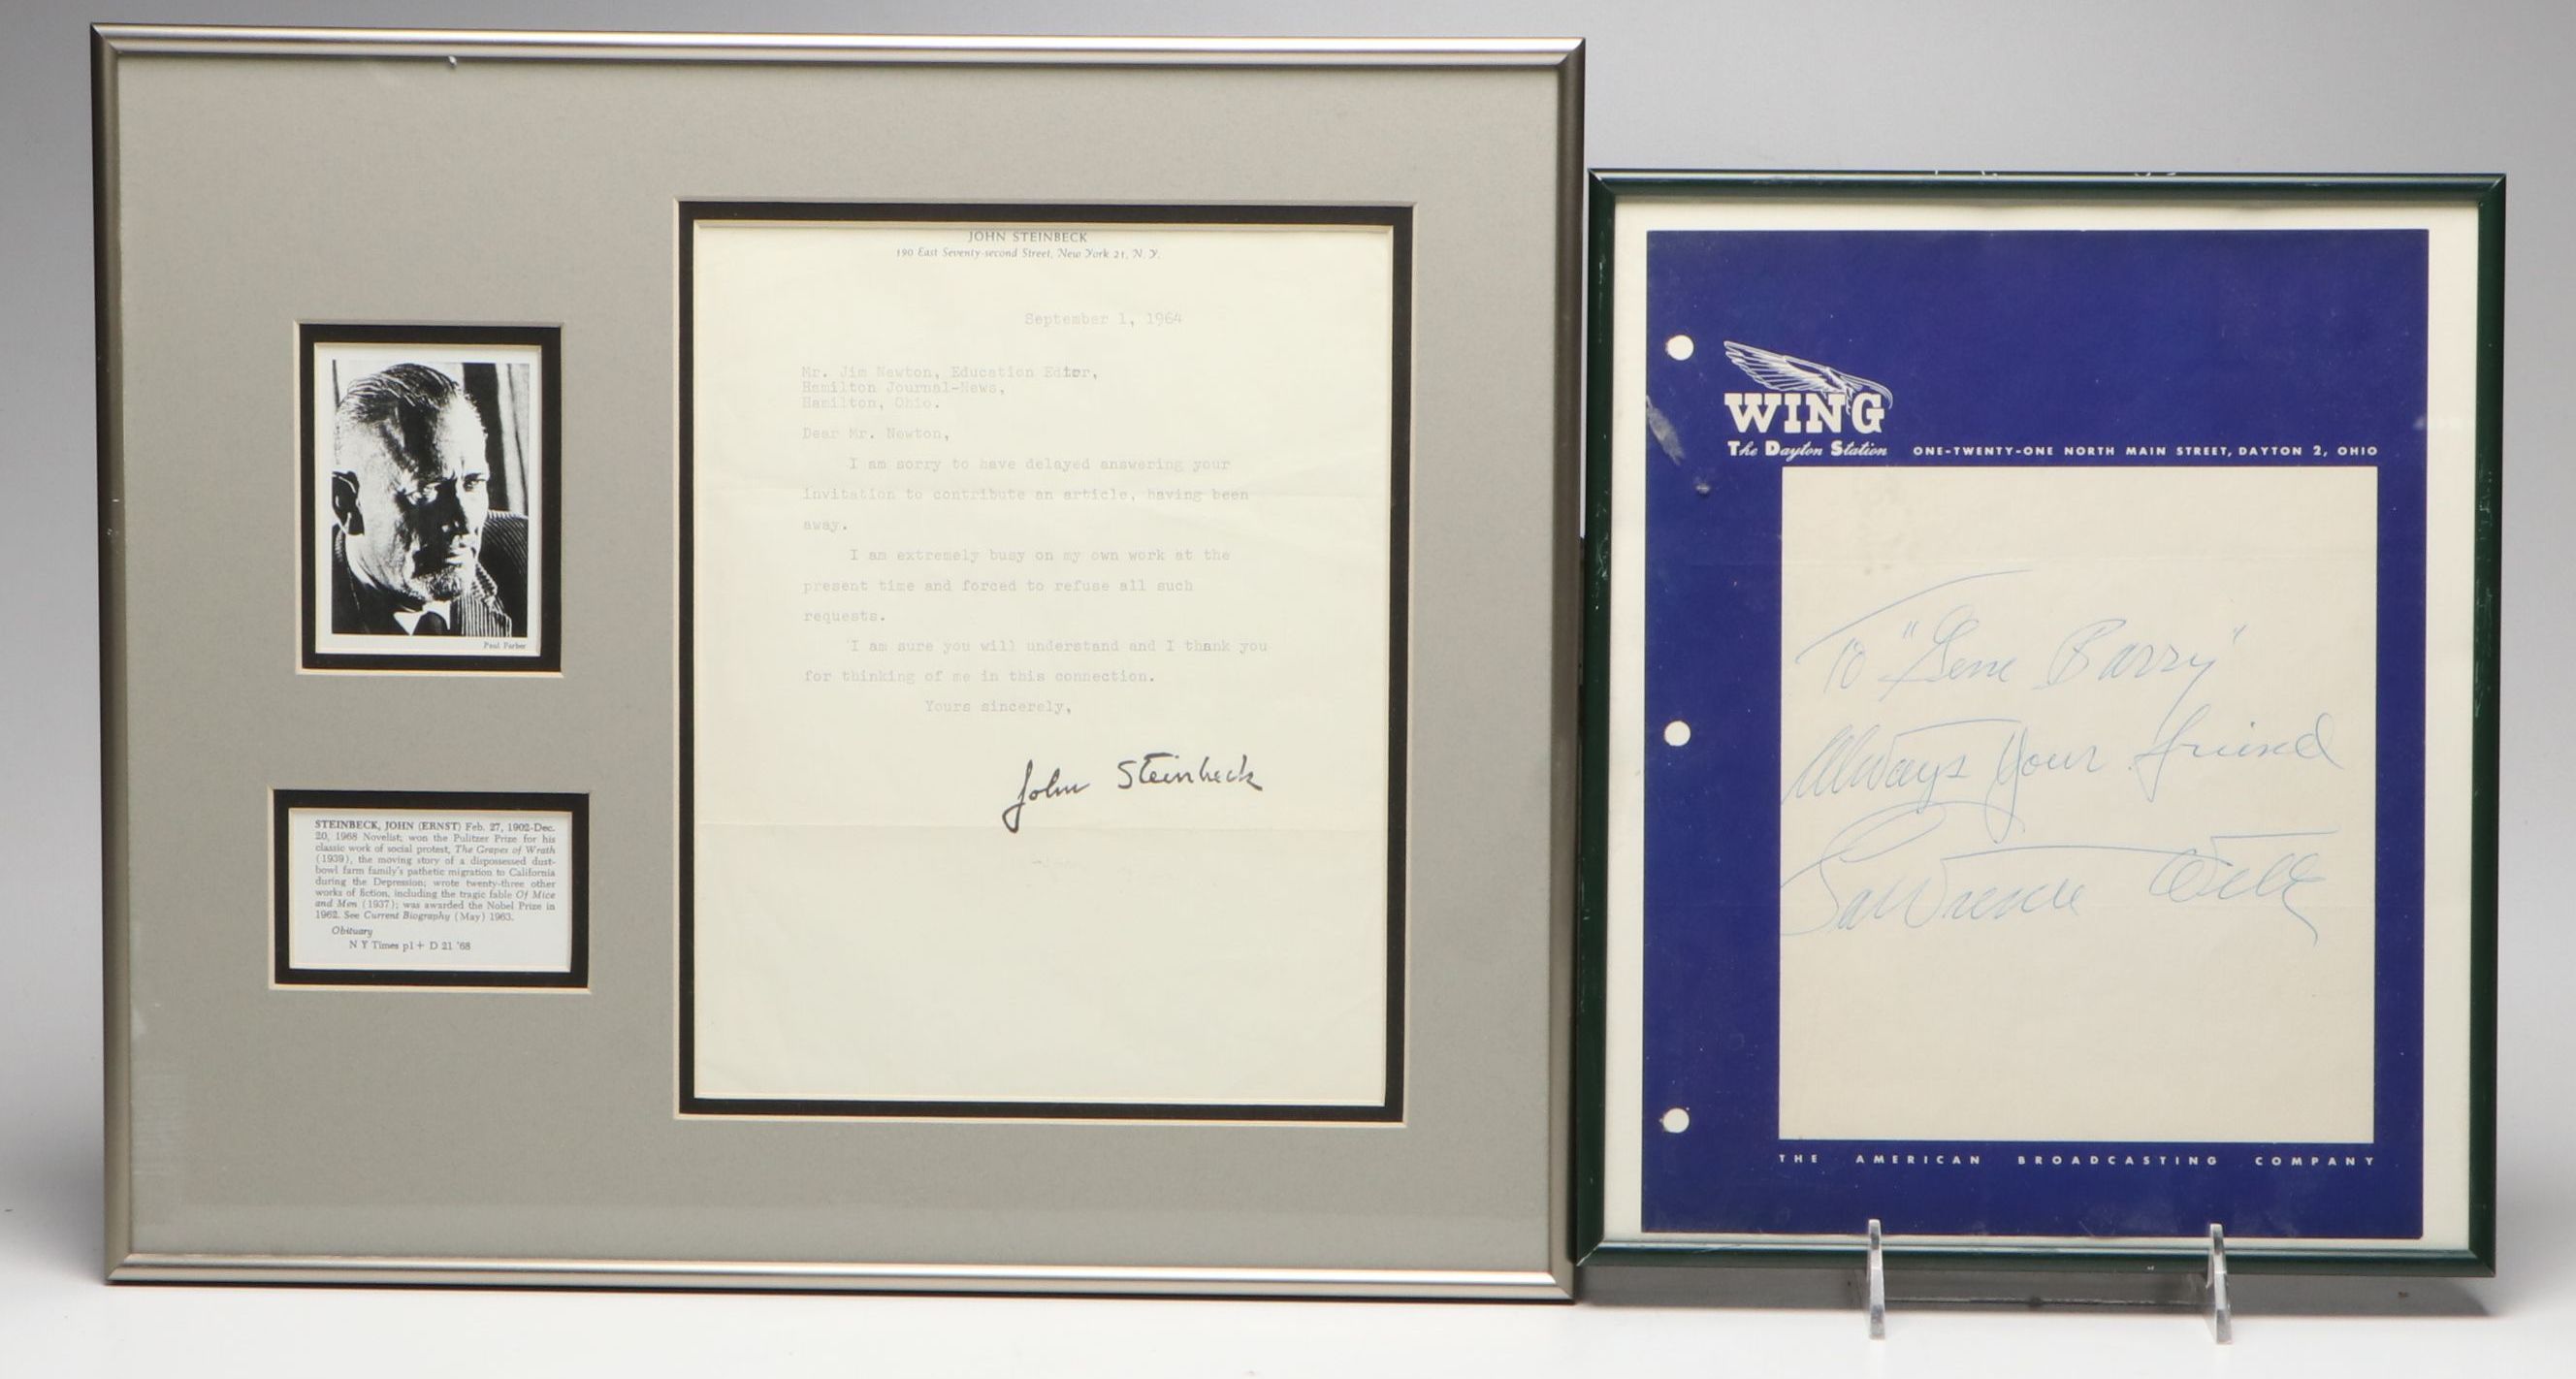 Paul Parker
STEINBECK, JOHN (ERNST) Feb. 27, 1902-Dec.
20, 1968 Novelist; won the Pulitzer Prize for his
classic work of social protest, The Grapes of Wrath
(1939), the moving story of a dispossessed dust-
bowl farm family's pathetic migration to California
during the Depression; wrote twenty-three other
works of fiction, including the tragic fable Of Mice
and Men (1937); was awarded the Nobel Prize in
1962. See Current Biography (May) 1963.
Obituary
N Y Times p1+ D 21 '68
JOHN STEINBECK
190 East Seventy-second Street, New York 21, N. Y.
September 1, 1964
Mr. Jim Newton, Education Edtor,
Hamilton Journal-News,
Hamilton, Ohio.
Dear Mr. Newton,
I am sorry to have delayed answering your
invitation to contribute an article, having been
away.
I am extremely busy on my own work at the
present time and forced to refuse all such
requests.
I am sure you will understand and I thank you
for thinking of me in this connection.
Yours sincerely,
John Steinbeck
WING
The Dayton Station ONE-TWENTY-ONE NORTH MAIN STREET, DAYTON 2, OHIO
To "Gene Barry"
Always Your friend
Lawrence Welk
THE AMERICAN BROADCASTING COMPANY